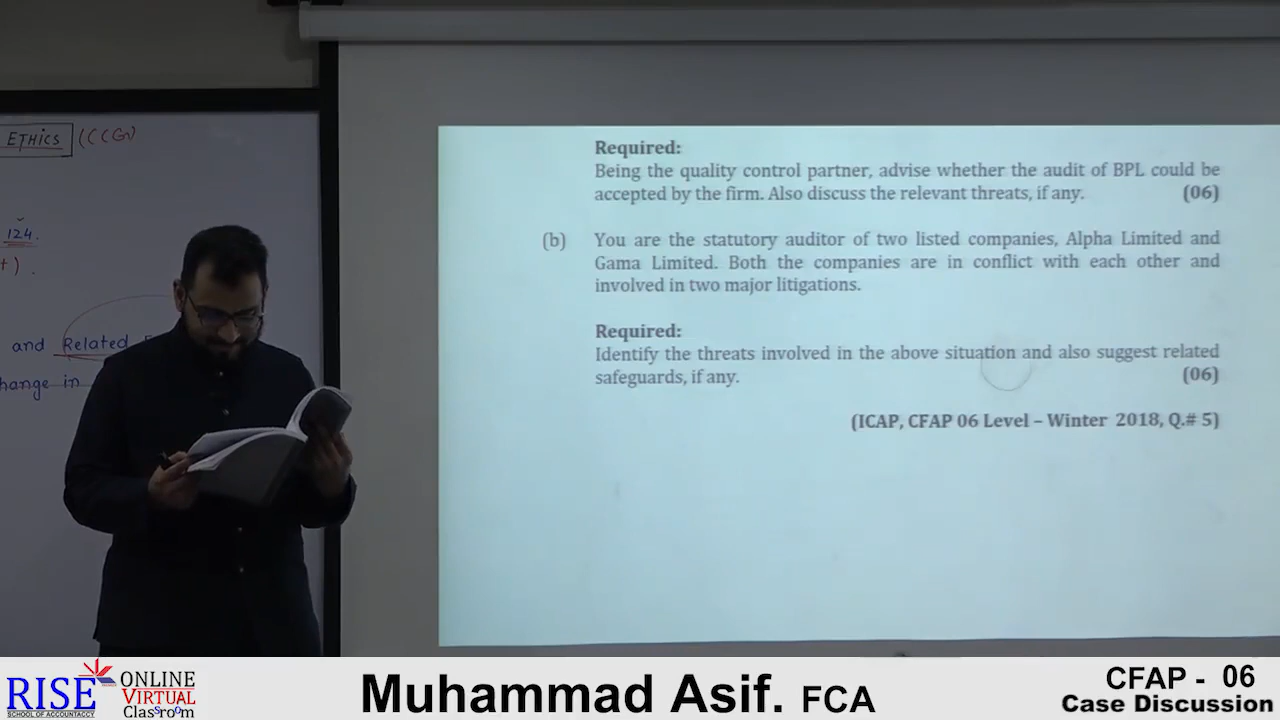 ETHICS (CCG)
124.
+) .
and Related
hange in
Required:
Being the quality control partner, advise whether the audit of BPL could be
accepted by the firm. Also discuss the relevant threats, if any. (06)
(b) You are the statutory auditor of two listed companies, Alpha Limited and
Gama Limited. Both the companies are in conflict with each other and
involved in two major litigations.
Required:
Identify the threats involved in the above situation and also suggest related
safeguards, if any. (06)
(ICAP, CFAP 06 Level – Winter 2018, Q.# 5)
RISE ONLINE
VIRTUAL
SCHOOL OF ACCOUNTACCY Classroom
Muhammad Asif. FCA
CFAP - 06
Case Discussion